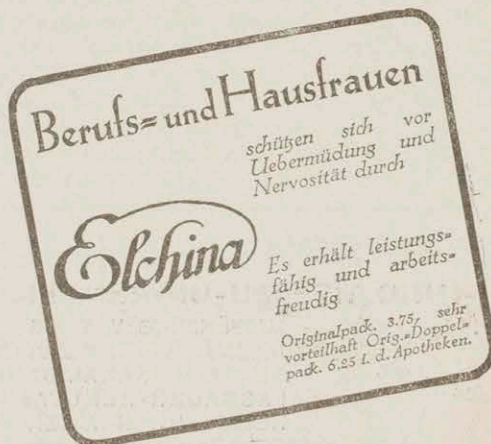 Berufs= und Hausfrauen
schützen sich vor
Uebermüdung und
Nervosität durch
Elchina
Es erhält leistungs=
fähig und arbeits=
freudig.
Originalpack. 3.75, sehr
vorteilhaft Orig.=Doppel=
pack. 6.25 i. d. Apotheken.